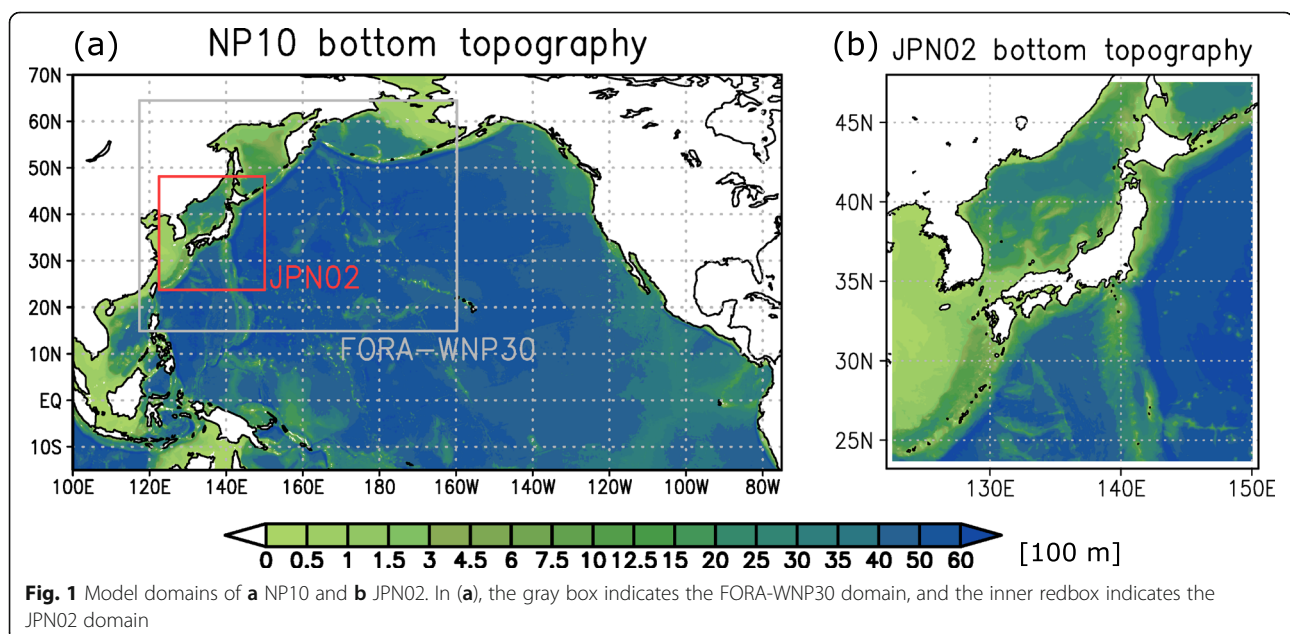 (a) NP10 bottom topography
70N
60N
50N
40N
30N
20N
10N
EQ
10S
JPN02
FORA-WNP30
100E 120E 140E 160E 180 160W 140W 120W 100W 80W
(b) JPN02 bottom topography
45N
40N
35N
30N
25N
130E 140E 150E
0 0.5 1 1.5 3 4.5 6 7.5 10 12.5 15 20 25 30 35 40 50 60 [100 m]
Fig. 1 Model domains of a NP10 and b JPN02. In (a), the gray box indicates the FORA-WNP30 domain, and the inner redbox indicates the
JPN02 domain